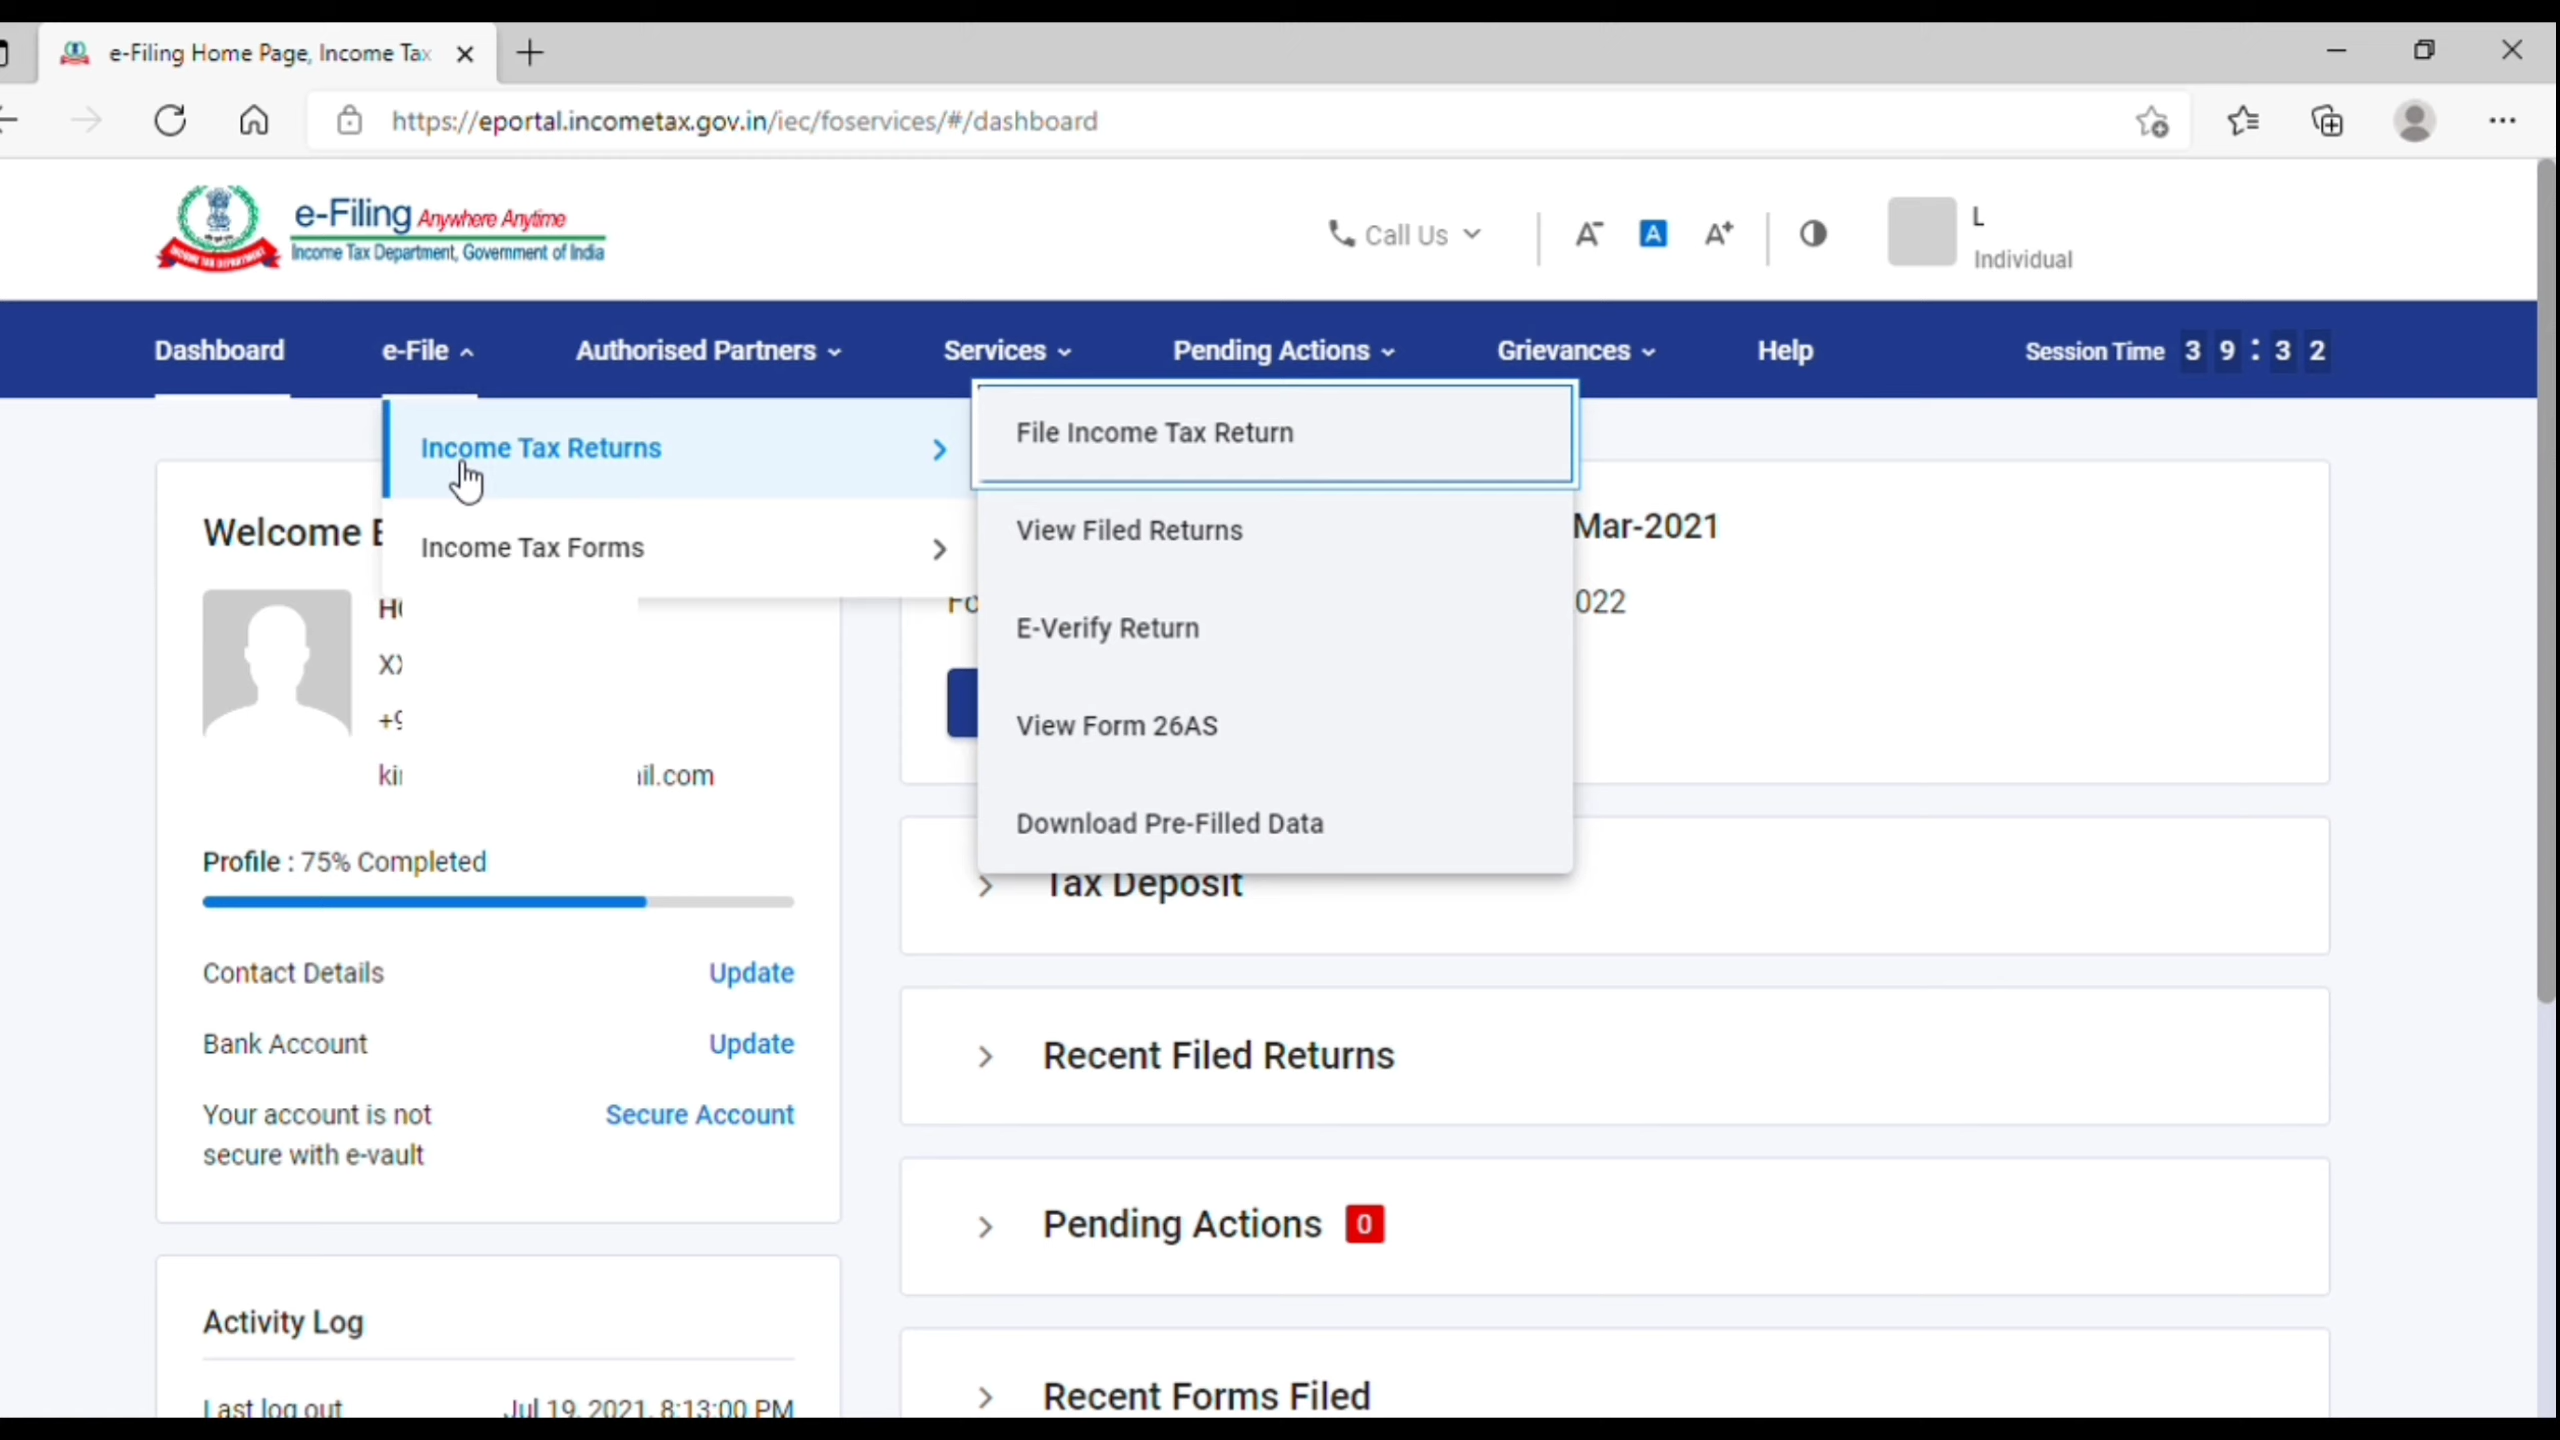 e-Filing Home Page, Income Tax
https://eportal.incometax.gov.in/iec/foservices/#/dashboard
e-Filing Anywhere Anytime
Income Tax Department, Government of India
INCOME TAX DEPARTMENT
Call Us
A- A A+
L
Individual
Dashboard e-File Authorised Partners Services Pending Actions Grievances Help Session Time 39:32
Income Tax Returns
Income Tax Forms
File Income Tax Return
View Filed Returns
E-Verify Return
View Form 26AS
Download Pre-Filled Data
Welcome
+9
il.com
Profile : 75% Completed
Contact Details Update
Bank Account Update
Your account is not
secure with e-vault
Secure Account
Activity Log
Last log out Jul 19, 2021, 8:13:00 PM
Mar-2021
022
Tax Deposit
Recent Filed Returns
Pending Actions 0
Recent Forms Filed